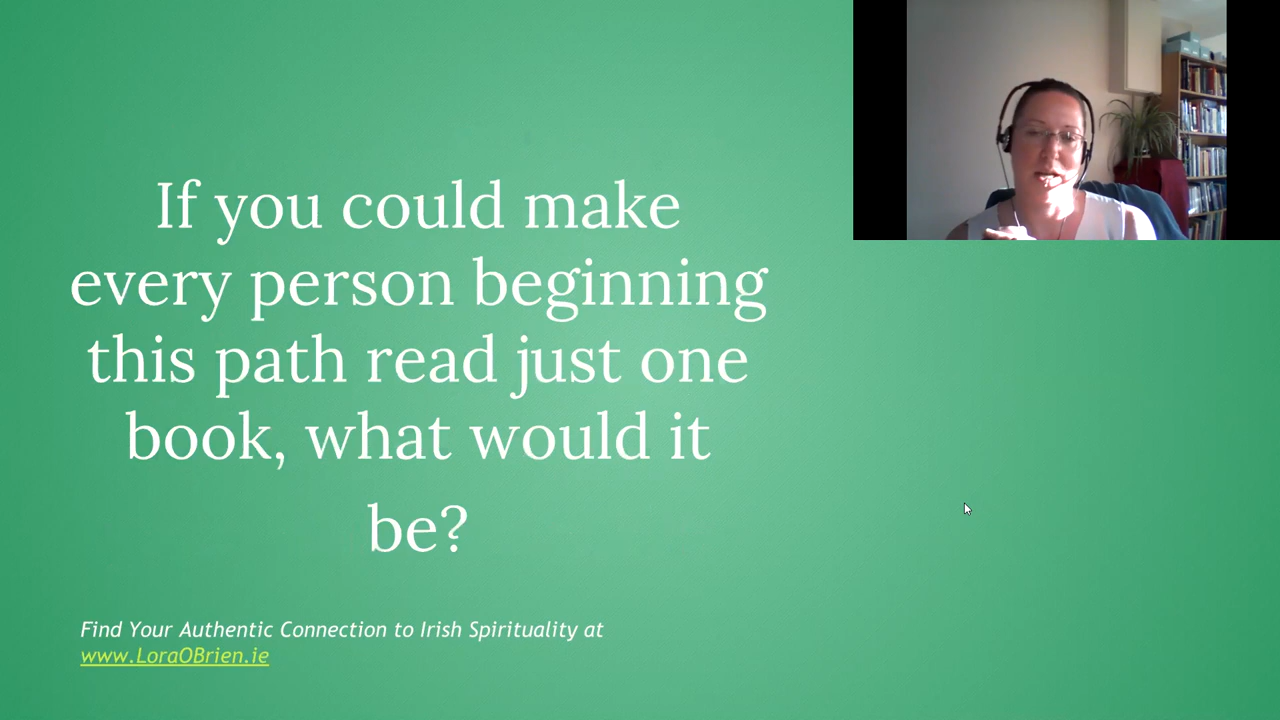 If you could make
every person beginning
this path read just one
book, what would it
be?
Find Your Authentic Connection to Irish Spirituality at
www.LoraOBrien.ie